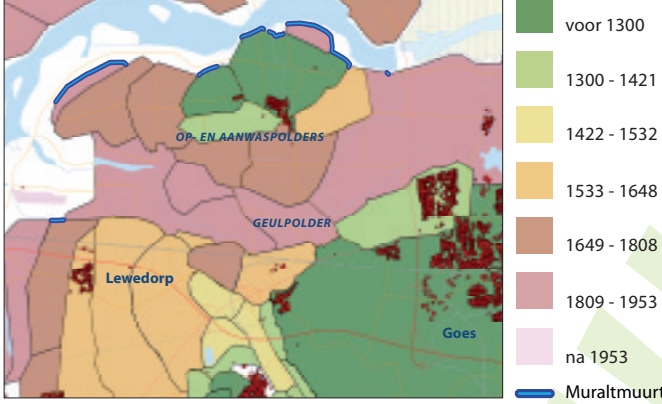 voor 1300
1300 - 1421
OP- EN AANWASPOLDERS
1422 - 1532
1533 - 1648
GEULPOLDER
1649 - 1808
Lewedorp
1809 - 1953
Goes
na 1953
Muraltmuurt